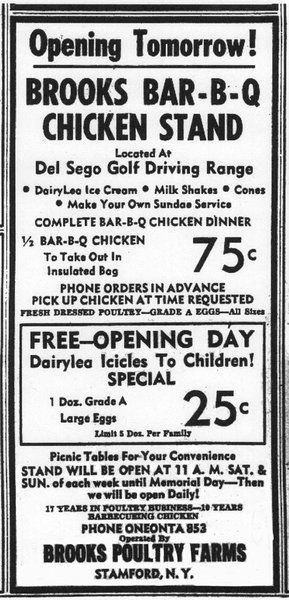 Opening Tomorrow!
BROOKS BAR-B-Q
CHICKEN STAND
Located At
Del Sego Golf Driving Range
• DairyLea Ice Cream • Milk Shakes • Cones
• Make Your Own Sundae Service
COMPLETE BAR-B-Q CHICKEN DINNER
½ BAR-B-Q CHICKEN
To Take Out In
Insulated Bag
75c
PHONE ORDERS IN ADVANCE
PICK UP CHICKEN AT TIME REQUESTED
FRESH DRESSED POULTRY—GRADE A EGGS—All Sizes
FREE—OPENING DAY
Dairylea Icicles To Children!
SPECIAL
1 Doz. Grade A
Large Eggs
25c
Limit 5 Doz. Per Family
Picnic Tables For Your Convenience
STAND WILL BE OPEN AT 11 A. M. SAT. &
SUN. of each week until Memorial Day—Then
we will be open Daily!
17 YEARS IN POULTRY BUSINESS—10 YEARS
BARBECUEING CHICKEN
PHONE ONEONTA 853
Operated By
BROOKS POULTRY FARMS
STAMFORD, N. Y.